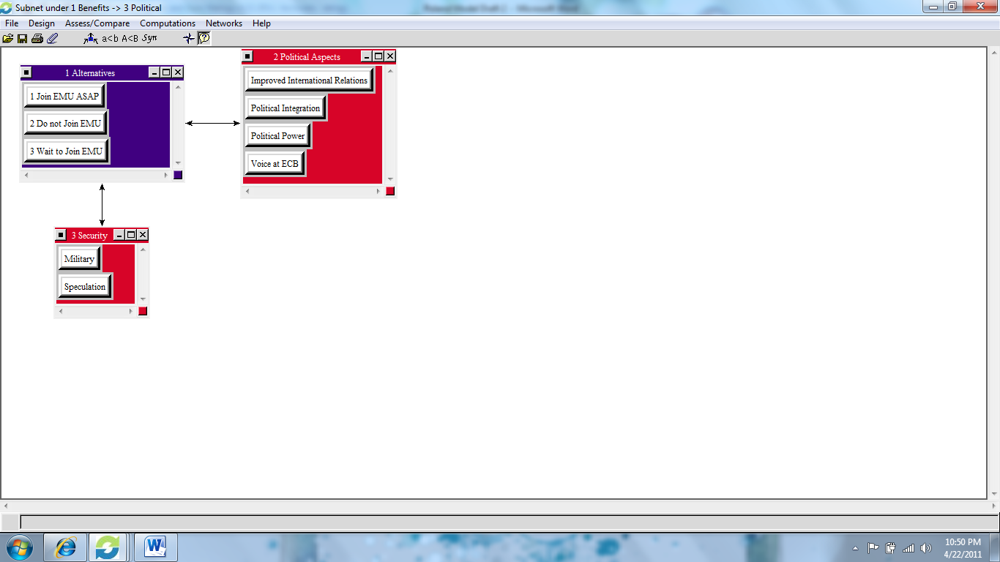 Subnet under 1 Benefits -> 3 Political
File Design Assess/Compare Computations Networks Help
a<b A<B Syn
1 Alternatives
1 Join EMU ASAP
2 Do not Join EMU
3 Wait to Join EMU
2 Political Aspects
Improved International Relations
Political Integration
Political Power
Voice at ECB
3 Security
Military
Speculation
10:50 PM
4/22/2011